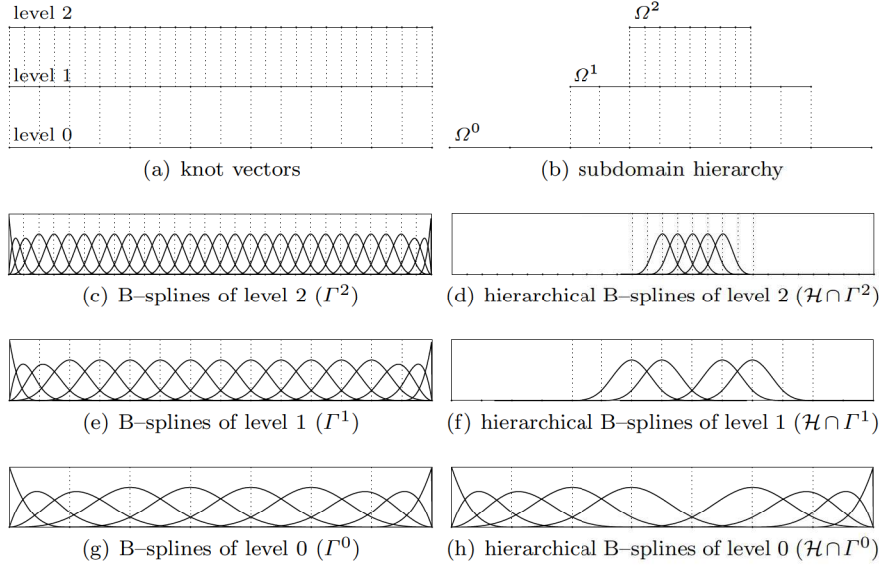 level 2
level 1
level 0
(a) knot vectors
Ω²
Ω¹
Ω⁰
(b) subdomain hierarchy
(c) B–splines of level 2 (Γ²)
(d) hierarchical B–splines of level 2 (ℋ∩Γ²)
(e) B–splines of level 1 (Γ¹)
(f) hierarchical B–splines of level 1 (ℋ∩Γ¹)
(g) B–splines of level 0 (Γ⁰)
(h) hierarchical B–splines of level 0 (ℋ∩Γ⁰)